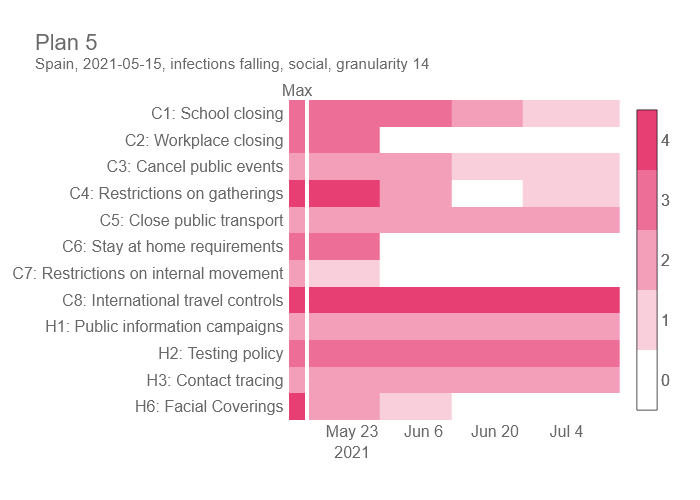 Plan 5
Spain, 2021-05-15, infections falling, social, granularity 14
Max
C1: School closing
C2: Workplace closing
C3: Cancel public events
C4: Restrictions on gatherings
C5: Close public transport
C6: Stay at home requirements
C7: Restrictions on internal movement
C8: International travel controls
H1: Public information campaigns
H2: Testing policy
H3: Contact tracing
H6: Facial Coverings
4
3
2
1
0
May 23 Jun 6 Jun 20 Jul 4
2021